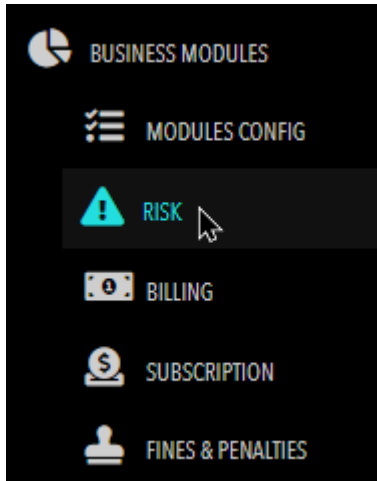 BUSINESS MODULES
MODULES CONFIG
RISK
BILLING
SUBSCRIPTION
FINES & PENALTIES